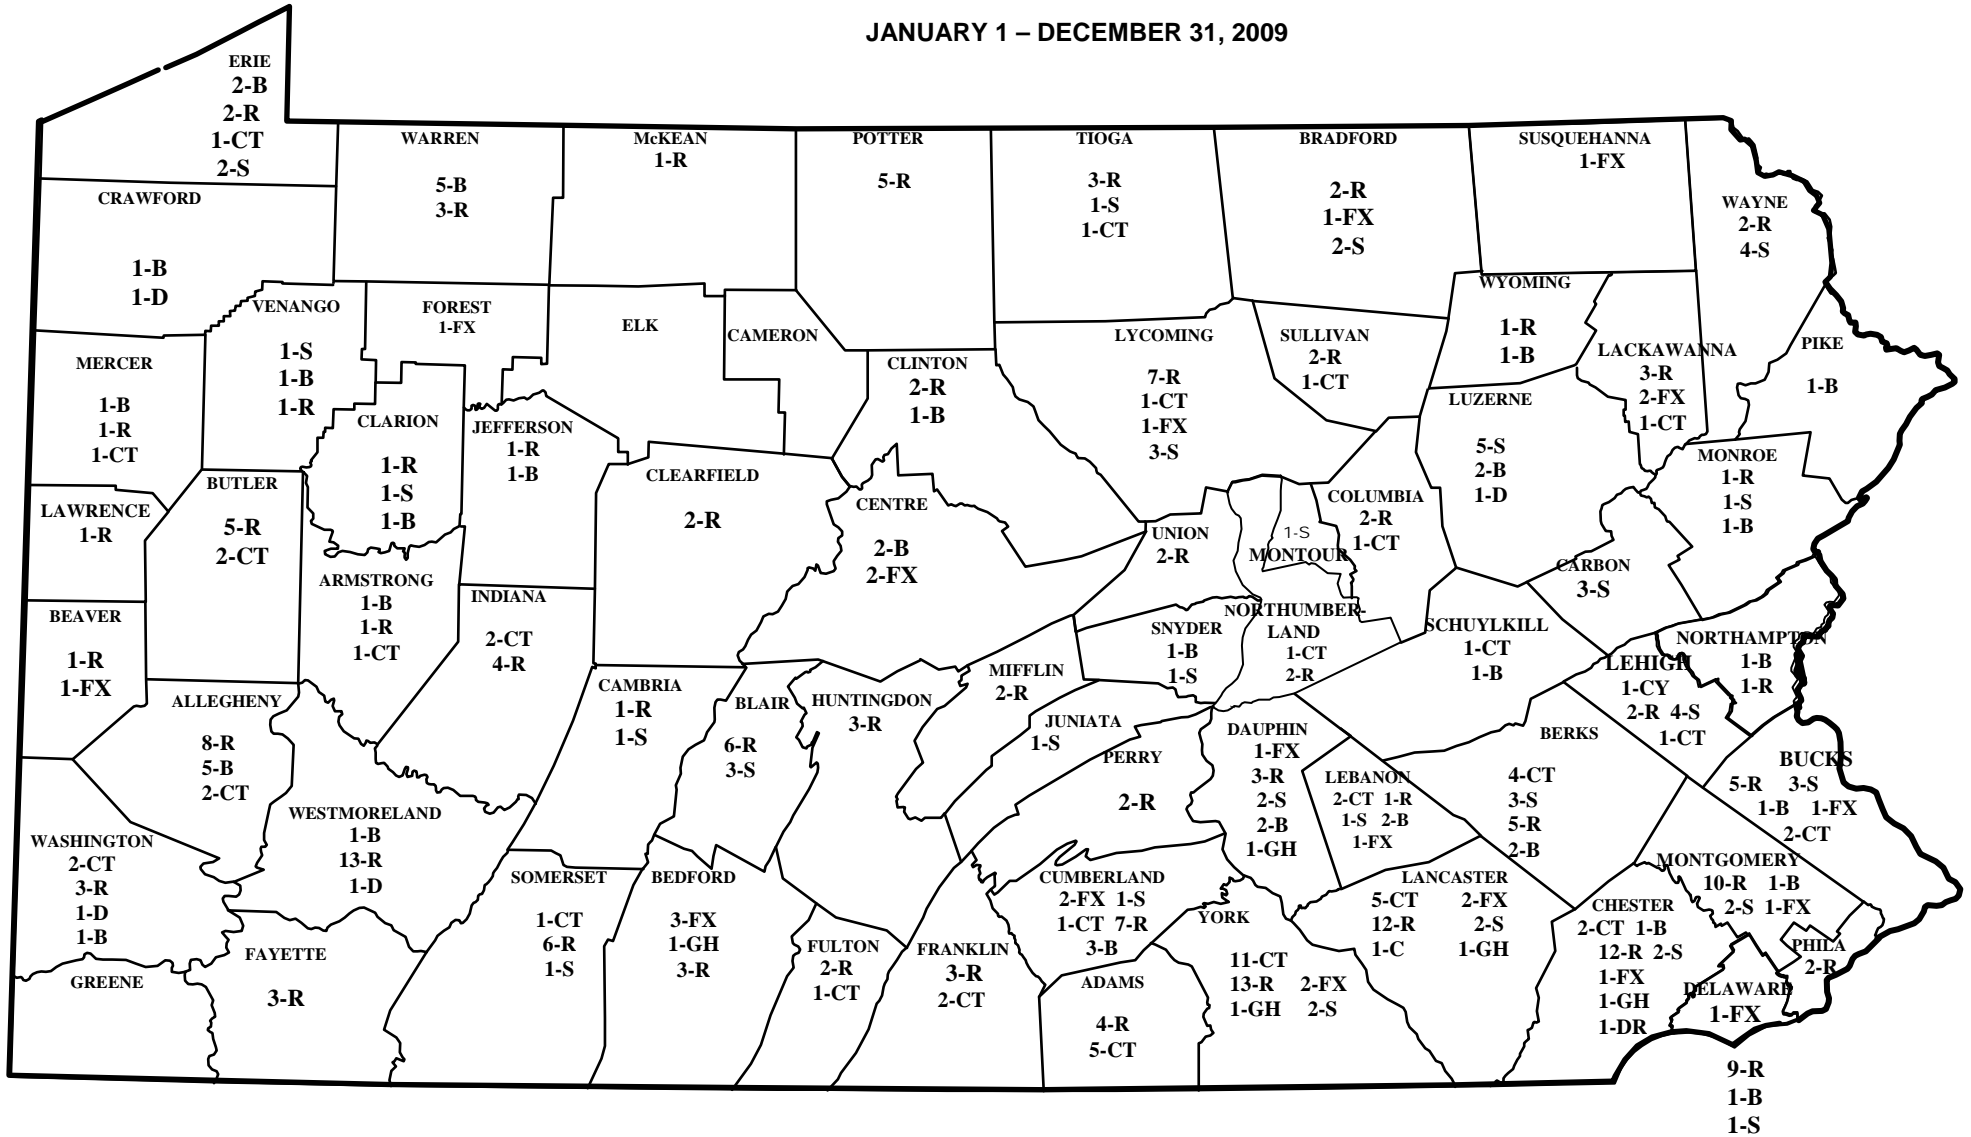 JANUARY 1 – DECEMBER 31, 2009
ERIE
2-B
2-R
1-CT
2-S
WARREN
5-B
3-R
McKEAN
1-R
POTTER
5-R
TIOGA
3-R
1-S
1-CT
BRADFORD
2-R
1-FX
2-S
SUSQUEHANNA
1-FX
WAYNE
2-R
4-S
CRAWFORD
1-B
1-D
VENANGO
1-S
1-B
1-R
FOREST
1-FX
ELK
CAMERON
CLINTON
2-R
1-B
LYCOMING
7-R
1-CT
1-FX
3-S
SULLIVAN
2-R
1-CT
WYOMING
1-R
1-B
LACKAWANNA
3-R
2-FX
1-CT
PIKE
1-B
MERCER
1-B
1-R
1-CT
CLARION
1-R
1-S
1-B
JEFFERSON
1-R
1-B
CLEARFIELD
2-R
CENTRE
2-B
2-FX
UNION
2-R
1-S
MONTOUR
COLUMBIA
2-R
1-CT
LUZERNE
5-S
2-B
1-D
MONROE
1-R
1-S
1-B
LAWRENCE
1-R
BUTLER
5-R
2-CT
ARMSTRONG
1-B
1-R
1-CT
INDIANA
2-CT
4-R
CARBON
3-S
BEAVER
1-R
1-FX
ALLEGHENY
8-R
5-B
2-CT
CAMBRIA
1-R
1-S
BLAIR
6-R
3-S
HUNTINGDON
3-R
MIFFLIN
2-R
SNYDER
1-B
1-S
NORTHUMBER-
LAND
1-CT
2-R
SCHUYLKILL
1-CT
1-B
LEHIGH
1-CY
2-R 4-S
1-CT
NORTHAMPTON
1-B
1-R
JUNIATA
1-S
PERRY
2-R
DAUPHIN
1-FX
3-R
2-S
2-B
1-GH
LEBANON
2-CT 1-R
1-S 2-B
1-FX
BERKS
4-CT
3-S
5-R
2-B
BUCKS
5-R 3-S
1-B 1-FX
2-CT
WASHINGTON
2-CT
3-R
1-D
1-B
WESTMORELAND
1-B
13-R
1-D
SOMERSET
1-CT
6-R
1-S
BEDFORD
3-FX
1-GH
3-R
FULTON
2-R
1-CT
FRANKLIN
3-R
2-CT
CUMBERLAND
2-FX 1-S
1-CT 7-R
3-B
ADAMS
4-R
5-CT
YORK
11-CT
13-R 2-FX
1-GH 2-S
LANCASTER
5-CT 2-FX
12-R 2-S
1-C 1-GH
CHESTER
2-CT 1-B
12-R 2-S
1-FX
1-GH
1-DR
MONTGOMERY
10-R 1-B
2-S 1-FX
PHILA
2-R
DELAWARE
1-FX
9-R
1-B
1-S
GREENE
FAYETTE
3-R